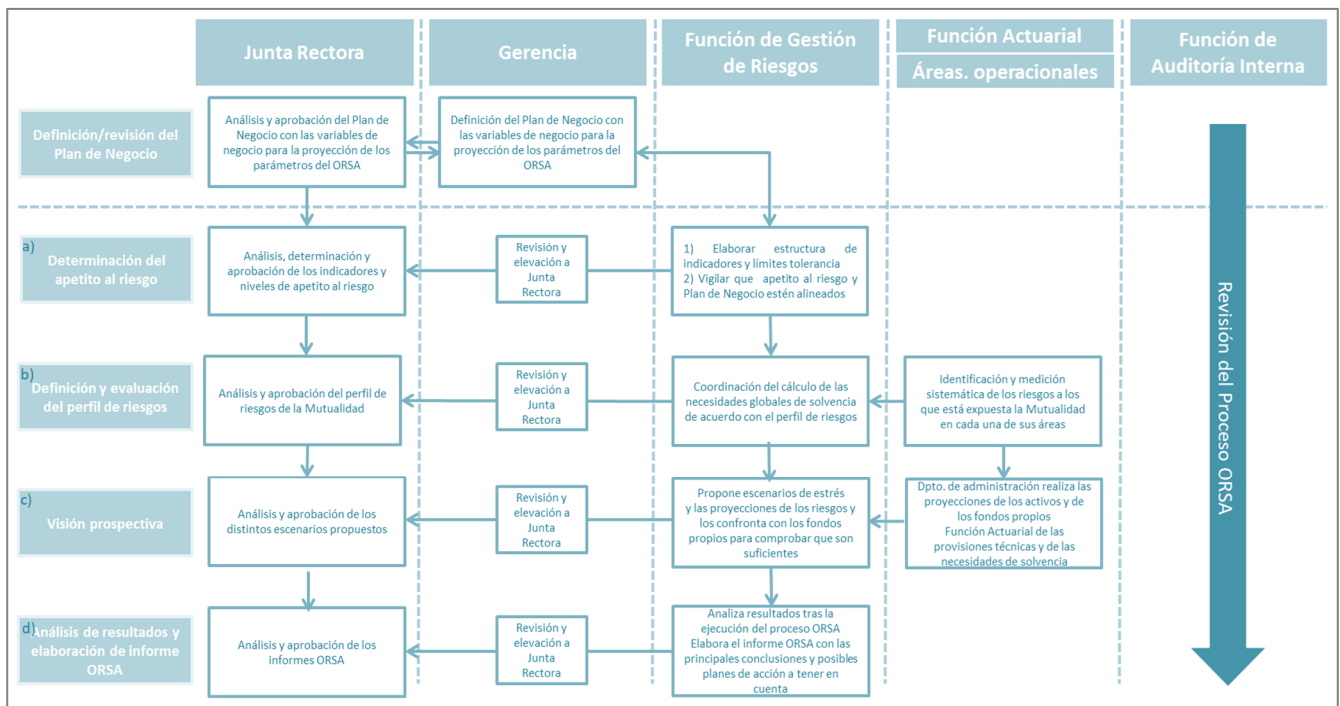 Junta Rectora
Gerencia
Función de Gestión
de Riesgos
Función Actuarial
Áreas. operacionales
Función de
Auditoría Interna
Definición/revisión del
Plan de Negocio
Análisis y aprobación del Plan de
Negocio con las variables de
negocio para la proyección de los
parámetros del ORSA
Definición del Plan de Negocio con
las variables de negocio para la
proyección de los parámetros del
ORSA
a)
Determinación del
apetito al riesgo
Análisis, determinación y
aprobación de los indicadores y
niveles de apetito al riesgo
Revisión y
elevación a
Junta
Rectora
1) Elaborar estructura de
indicadores y límites tolerancia
2) Vigilar que apetito al riesgo y
Plan de Negocio estén alineados
b)
Definición y evaluación
del perfil de riesgos
Análisis y aprobación del perfil de
riesgos de la Mutualidad
Revisión y
elevación a
Junta
Rectora
Coordinación del cálculo de las
necesidades globales de solvencia
de acuerdo con el perfil de riesgos
Identificación y medición
sistemática de los riesgos a los
que está expuesta la Mutualidad
en cada una de sus áreas
c)
Visión prospectiva
Análisis y aprobación de los
distintos escenarios propuestos
Revisión y
elevación a
Junta
Rectora
Propone escenarios de estrés
y las proyecciones de los riesgos y
los confronta con los fondos
propios para comprobar que son
suficientes
Dpto. de administración realiza las
proyecciones de los activos y de
los fondos propios
Función Actuarial de las
provisiones técnicas y de las
necesidades de solvencia
d)
Análisis de resultados y
elaboración de informe
ORSA
Análisis y aprobación de los
informes ORSA
Revisión y
elevación a
Junta
Rectora
Analiza resultados tras la
ejecución del proceso ORSA
Elabora el informe ORSA con las
principales conclusiones y posibles
planes de acción a tener en
cuenta
Revisión del Proceso ORSA